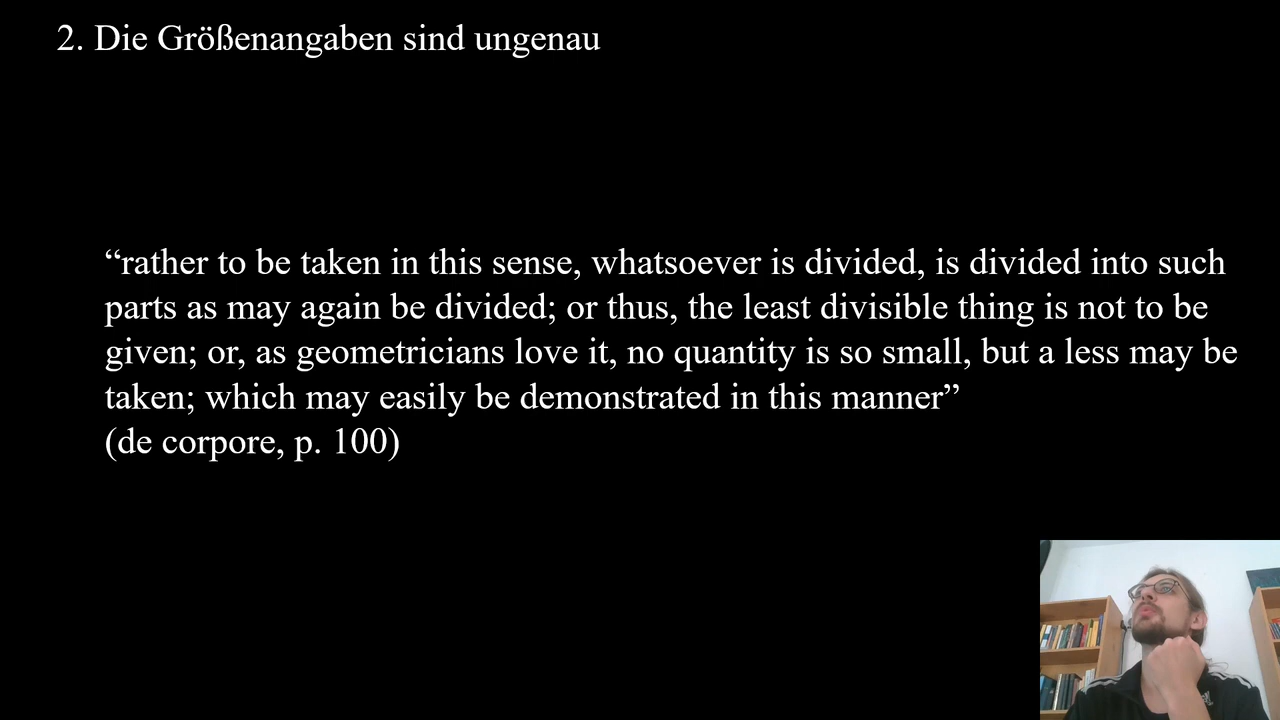 2. Die Größenangaben sind ungenau
“rather to be taken in this sense, whatsoever is divided, is divided into such
parts as may again be divided; or thus, the least divisible thing is not to be
given; or, as geometricians love it, no quantity is so small, but a less may be
taken; which may easily be demonstrated in this manner”
(de corpore, p. 100)